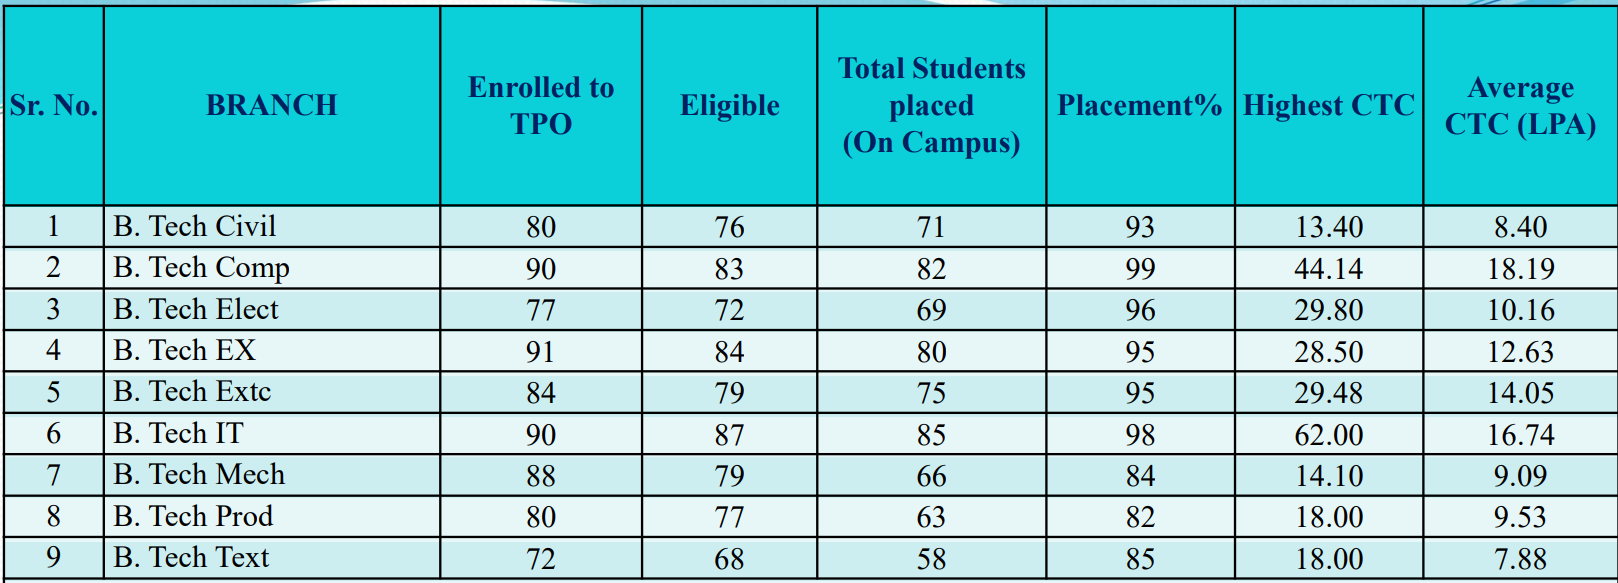 Sr. No. BRANCH Enrolled to TPO Eligible Total Students placed (On Campus) Placement% Highest CTC Average CTC (LPA)
1 B. Tech Civil 80 76 71 93 13.40 8.40
2 B. Tech Comp 90 83 82 99 44.14 18.19
3 B. Tech Elect 77 72 69 96 29.80 10.16
4 B. Tech EX 91 84 80 95 28.50 12.63
5 B. Tech Extc 84 79 75 95 29.48 14.05
6 B. Tech IT 90 87 85 98 62.00 16.74
7 B. Tech Mech 88 79 66 84 14.10 9.09
8 B. Tech Prod 80 77 63 82 18.00 9.53
9 B. Tech Text 72 68 58 85 18.00 7.88